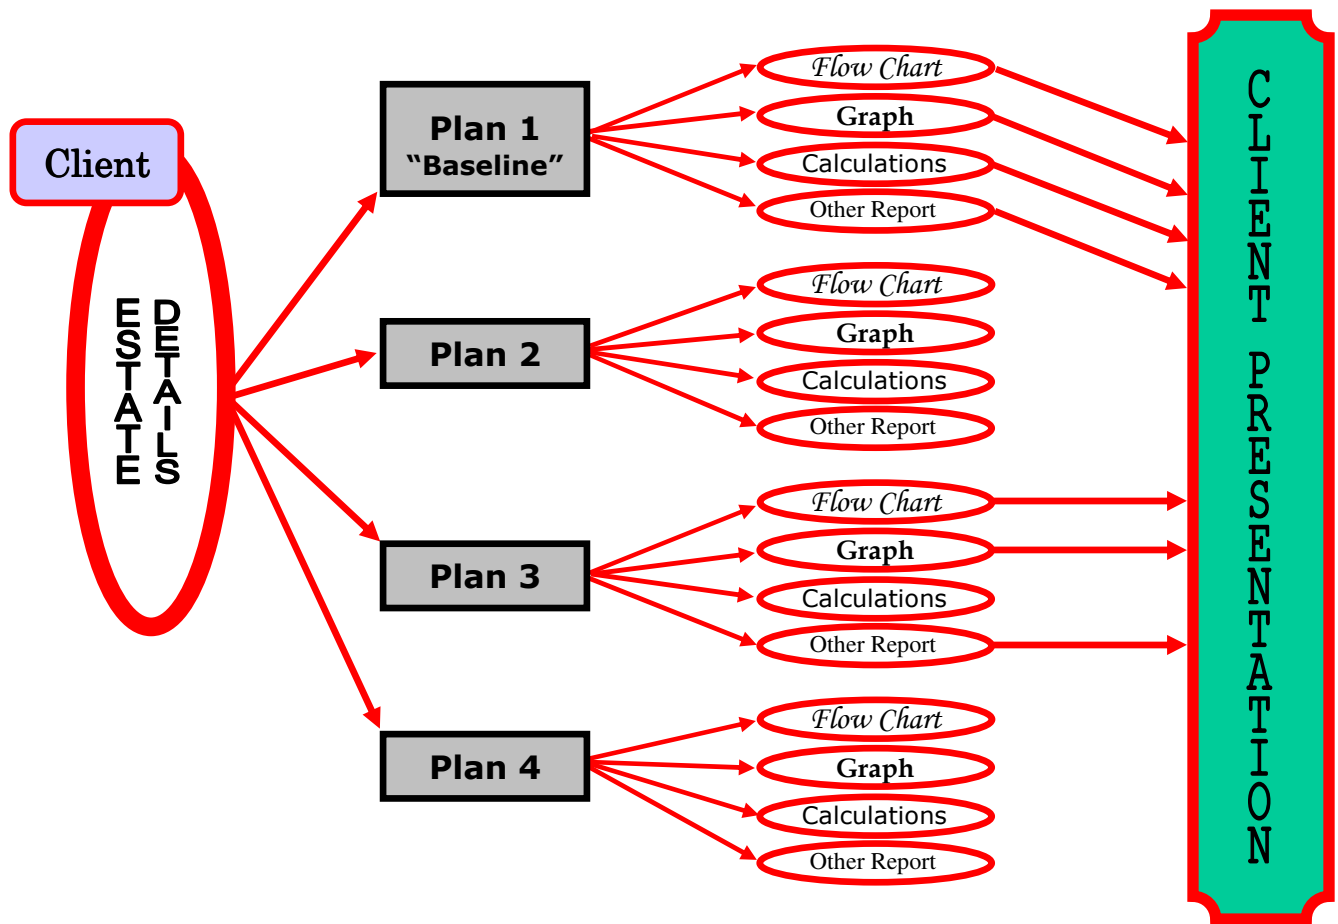 Client
ESTATE
DETAILS
Plan 1
“Baseline”
Flow Chart
Graph
Calculations
Other Report
Plan 2
Flow Chart
Graph
Calculations
Other Report
Plan 3
Flow Chart
Graph
Calculations
Other Report
Plan 4
Flow Chart
Graph
Calculations
Other Report
CLIENT PRESENTATION